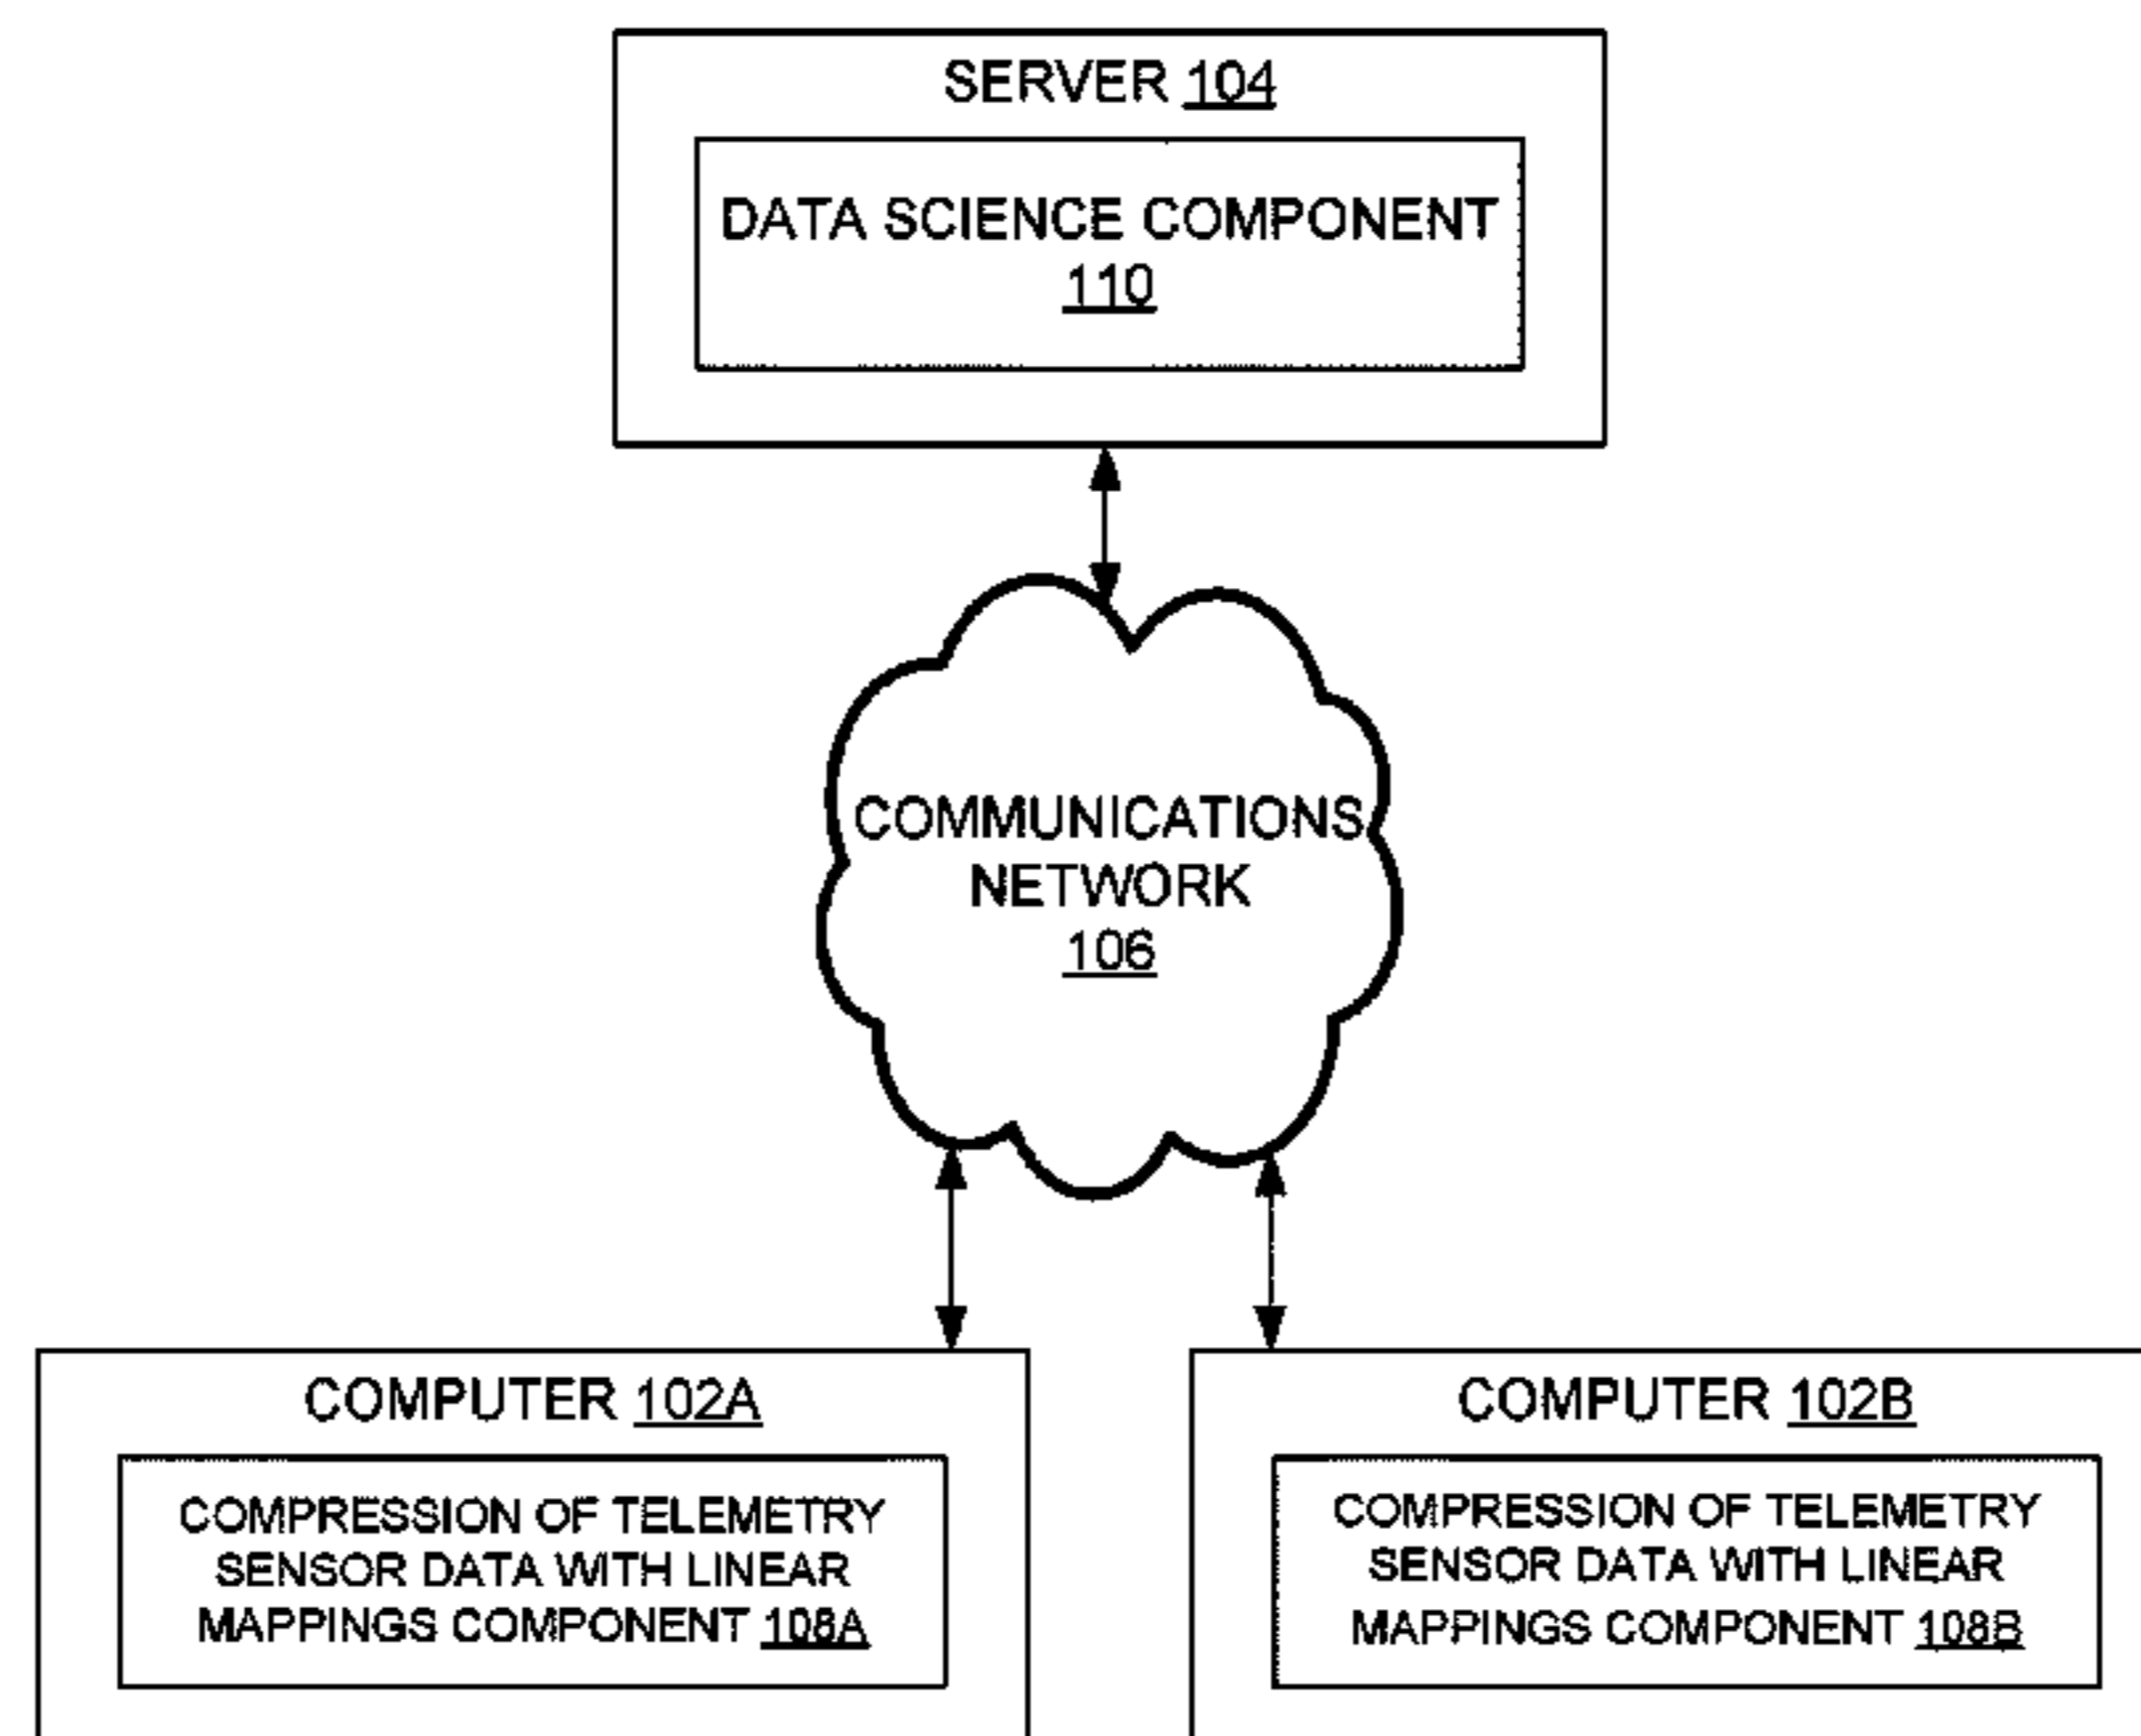 SERVER 104
DATA SCIENCE COMPONENT
110
COMMUNICATIONS
NETWORK
106
COMPUTER 102A
COMPRESSION OF TELEMETRY
SENSOR DATA WITH LINEAR
MAPPINGS COMPONENT 108A
COMPUTER 102B
COMPRESSION OF TELEMETRY
SENSOR DATA WITH LINEAR
MAPPINGS COMPONENT 108B